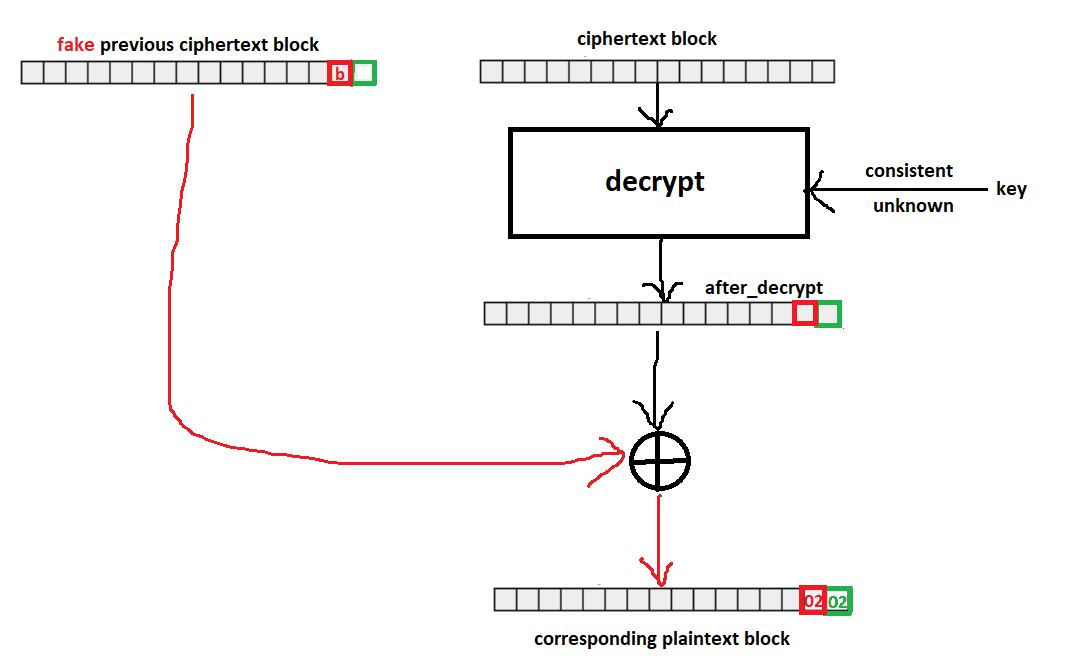 fake previous ciphertext block
b
ciphertext block
decrypt
consistent
unknown
key
after_decrypt
02 02
corresponding plaintext block